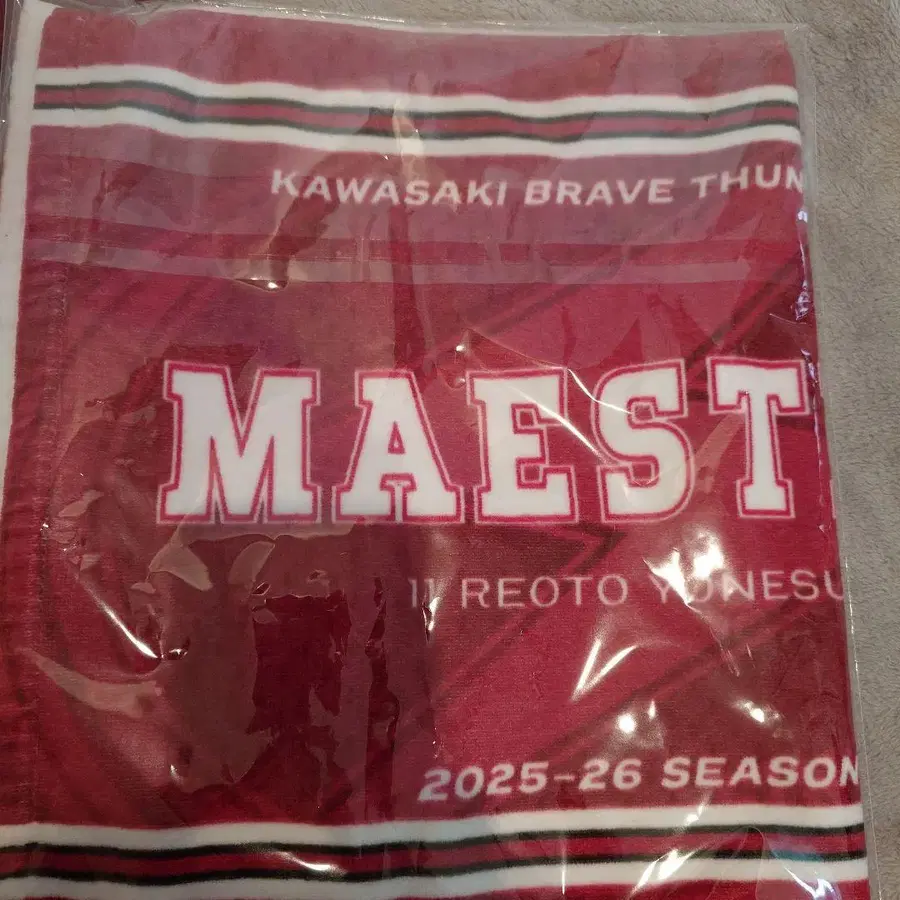 KAWASAKI BRAVE THUN
MAEST
11 REOTO YONESU
2025-26 SEASON